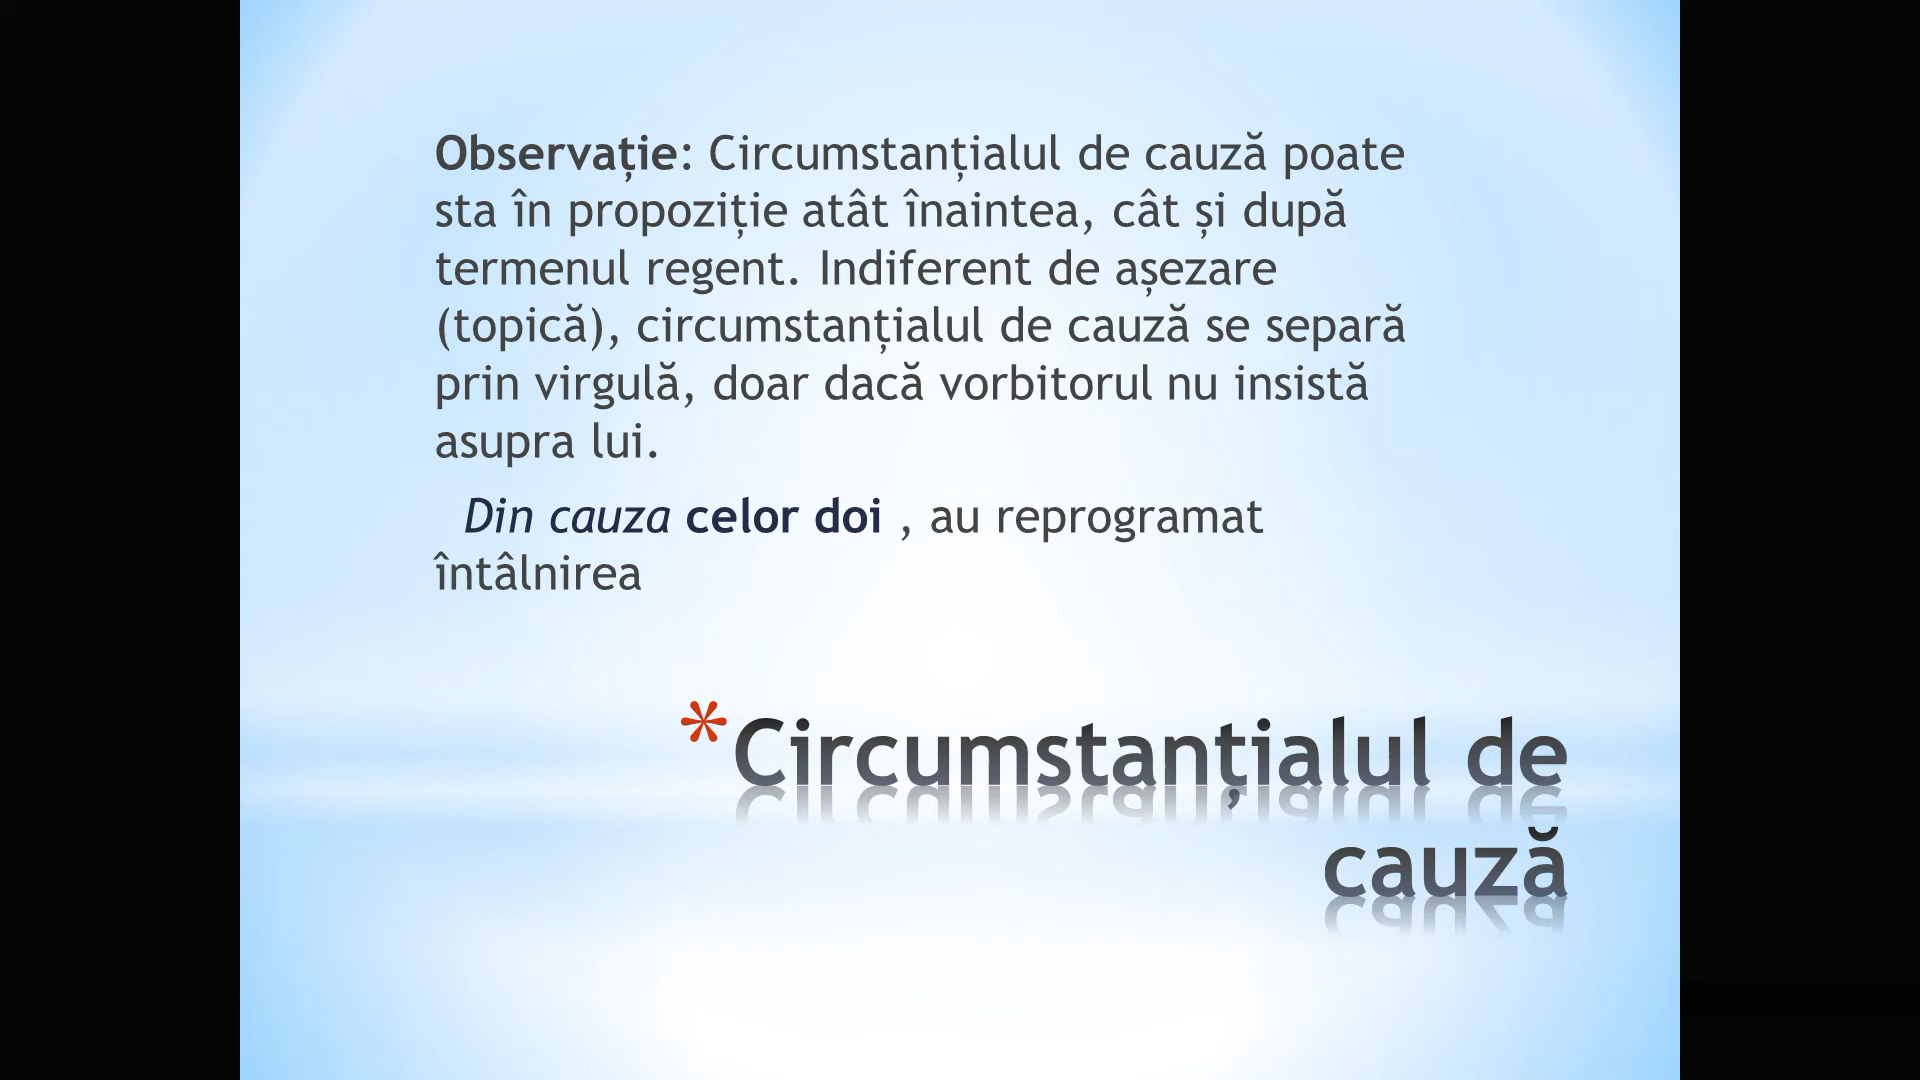 Observație: Circumstanțialul de cauză poate
sta în propoziție atât înaintea, cât și după
termenul regent. Indiferent de așezare
(topică), circumstanțialul de cauză se separă
prin virgulă, doar dacă vorbitorul nu insistă
asupra lui.
Din cauza celor doi , au reprogramat
întâlnirea
*Circumstanțialul de
cauză